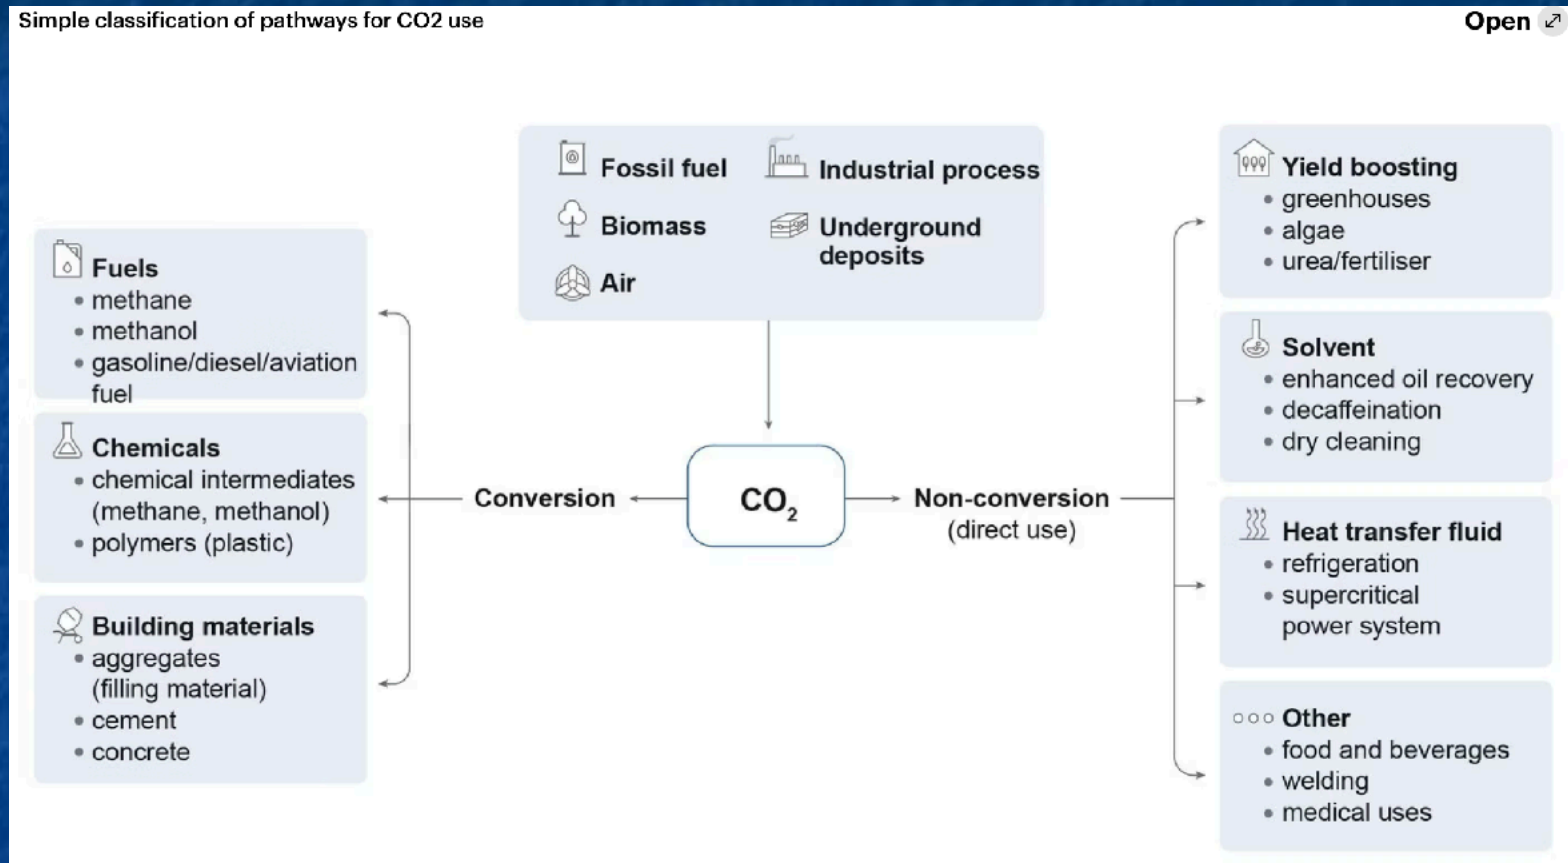 Simple classification of pathways for CO2 use
Open
Fossil fuel
Industrial process
Biomass
Underground
deposits
Air
Fuels
• methane
• methanol
• gasoline/diesel/aviation
fuel
Chemicals
• chemical intermediates
(methane, methanol)
• polymers (plastic)
Building materials
• aggregates
(filling material)
• cement
• concrete
Conversion
CO₂
Non-conversion
(direct use)
Yield boosting
• greenhouses
• algae
• urea/fertiliser
Solvent
• enhanced oil recovery
• decaffeination
• dry cleaning
Heat transfer fluid
• refrigeration
• supercritical
power system
Other
• food and beverages
• welding
• medical uses